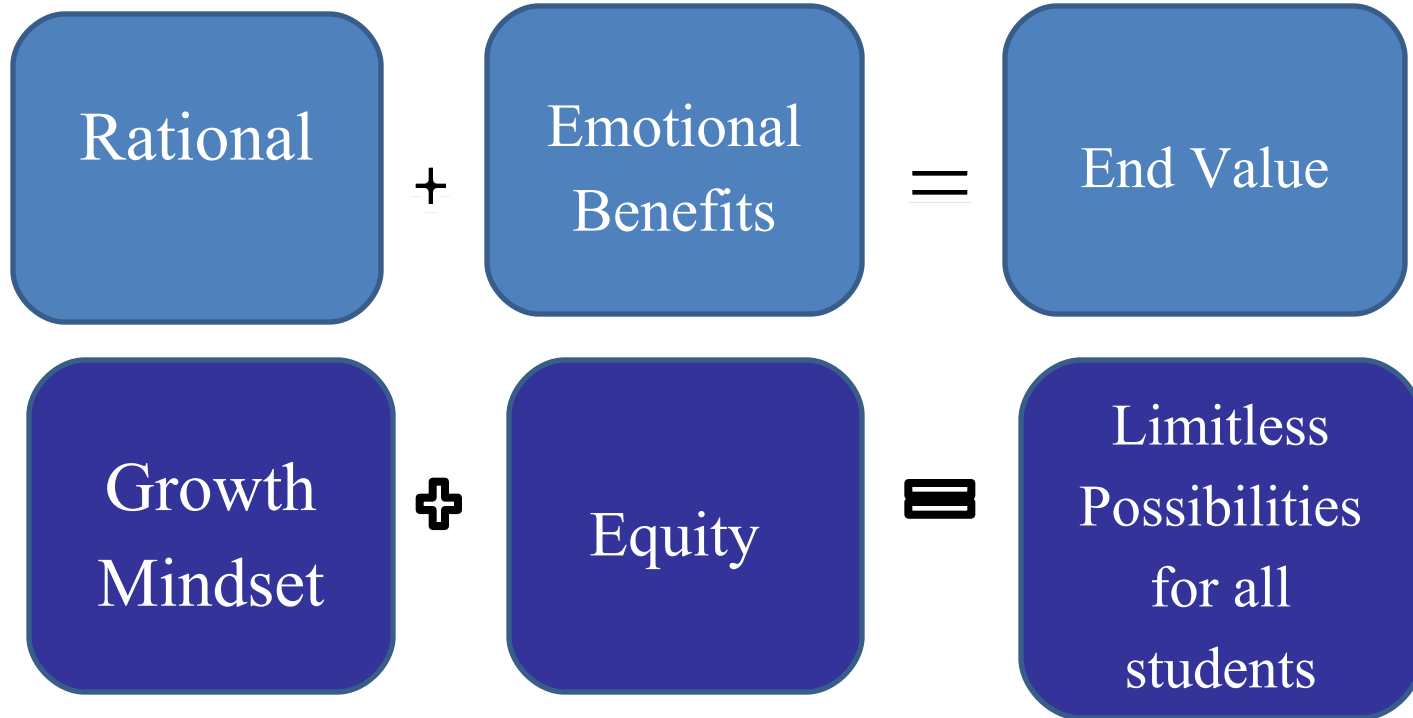 Rational
+
Emotional
Benefits
=
End Value
Growth
Mindset
+
Equity
=
Limitless
Possibilities
for all
students